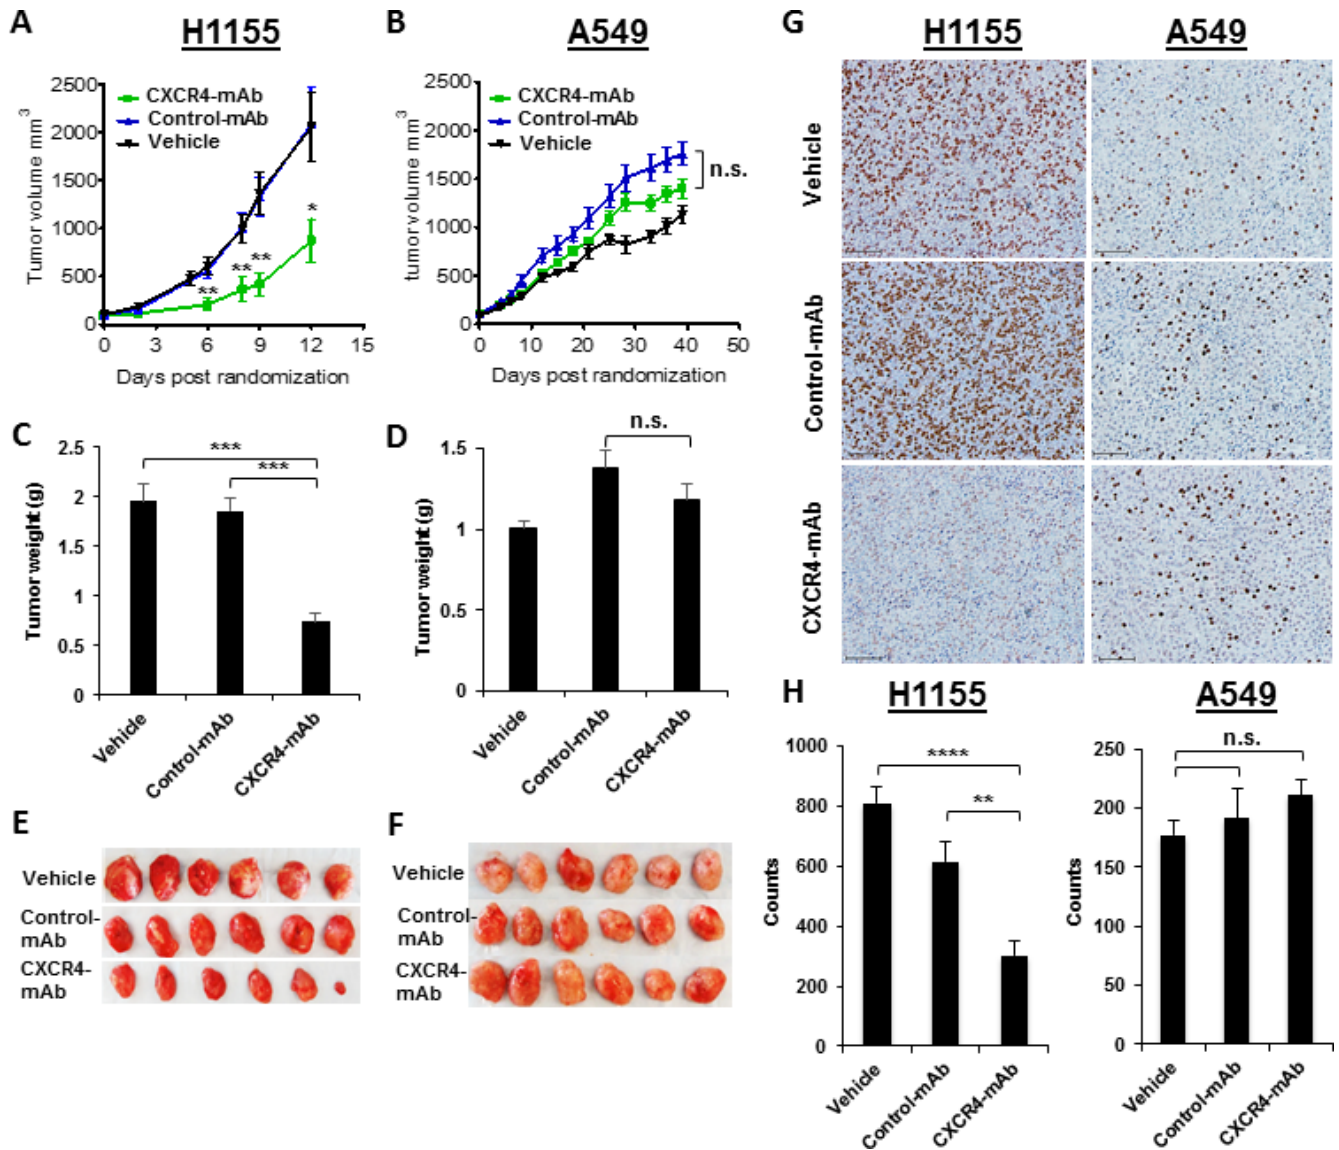 A
H1155
Tumor volume mm3
2500
2000
1500
1000
500
0
CXCR4-mAb
Control-mAb
Vehicle
**
**
**
*
0 3 6 9 12 15
Days post randomization
B
A549
tumor volume mm3
2500
2000
1500
1000
500
0
CXCR4-mAb
Control-mAb
Vehicle
n.s.
0 10 20 30 40 50
Days post randomization
C
Tumor weight (g)
2.5
2
1.5
1
0.5
0
***
***
Vehicle
Control-mAb
CXCR4-mAb
D
Tumor weight (g)
1.5
1
0.5
0
n.s.
Vehicle
Control-mAb
CXCR4-mAb
E
Vehicle
Control-
mAb
CXCR4-
mAb
F
Vehicle
Control-
mAb
CXCR4-
mAb
G
H1155
A549
Vehicle
Control-mAb
CXCR4-mAb
H
H1155
Counts
1000
800
600
400
200
0
****
**
Vehicle
Control-mAb
CXCR4-mAb
A549
Counts
250
200
150
100
50
0
n.s.
Vehicle
Control-mAb
CXCR4-mAb